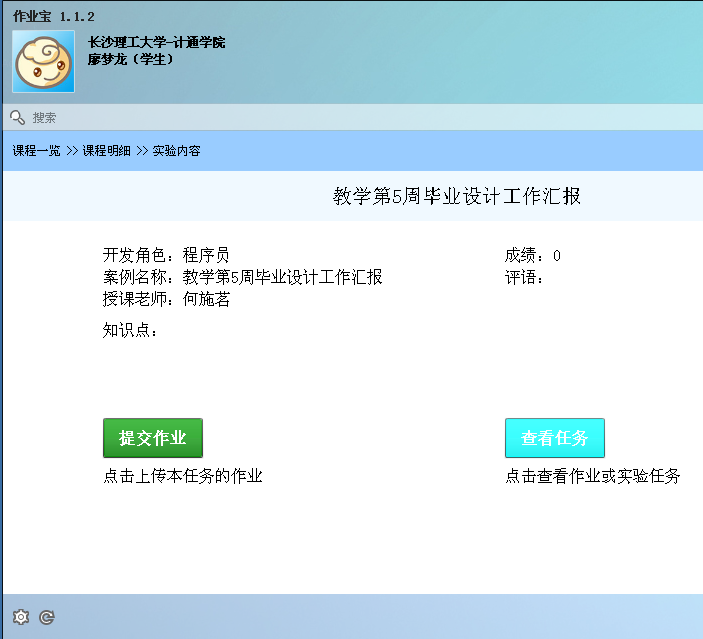 作业宝 1.1.2
长沙理工大学-计通学院
廖梦龙（学生）
搜索
课程一览 >> 课程明细 >> 实验内容
教学第5周毕业设计工作汇报
开发角色：程序员
成绩：0
案例名称：教学第5周毕业设计工作汇报
评语：
授课老师：何施茗
知识点：
提交作业
查看任务
点击上传本任务的作业
点击查看作业或实验任务